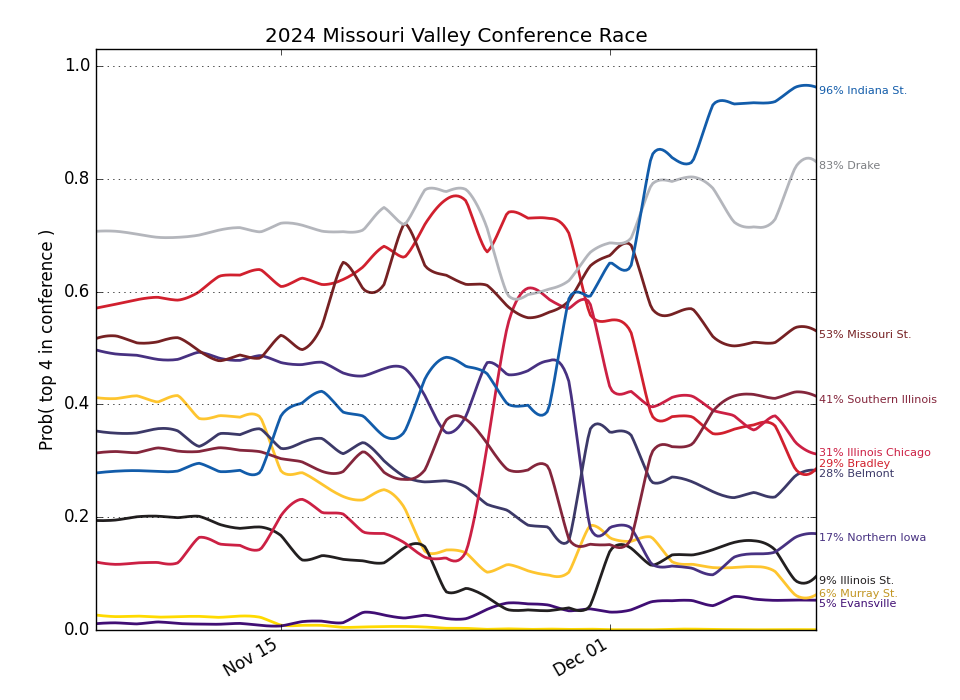 2024 Missouri Valley Conference Race
Prob( top 4 in conference )
1.0
0.8
0.6
0.4
0.2
0.0
Nov 15
Dec 01
96% Indiana St.
83% Drake
53% Missouri St.
41% Southern Illinois
31% Illinois Chicago
29% Bradley
28% Belmont
17% Northern Iowa
9% Illinois St.
6% Murray St.
5% Evansville